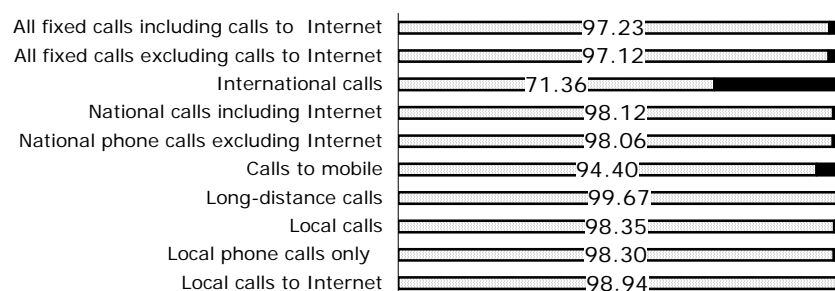 All fixed calls including calls to Internet 97.23
All fixed calls excluding calls to Internet 97.12
International calls 71.36
National calls including Internet 98.12
National phone calls excluding Internet 98.06
Calls to mobile 94.40
Long-distance calls 99.67
Local calls 98.35
Local phone calls only 98.30
Local calls to Internet 98.94